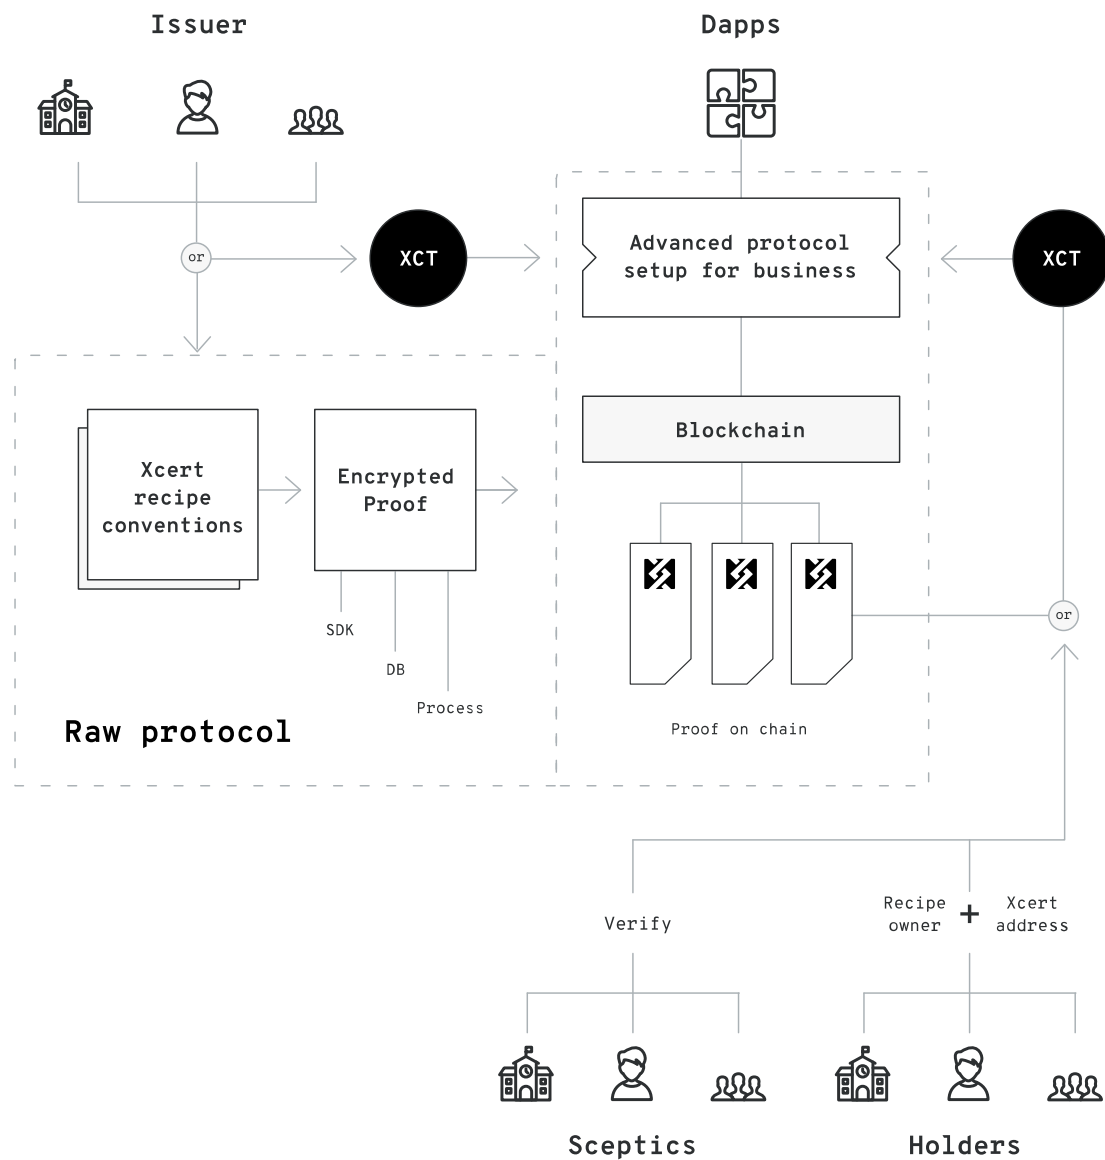 Issuer
Dapps
or
XCT
Advanced protocol
setup for business
XCT
Xcert
recipe
conventions
Encrypted
Proof
Blockchain
SDK
DB
Process
or
Raw protocol
Proof on chain
Verify
Recipe
owner
+
Xcert
address
Sceptics
Holders